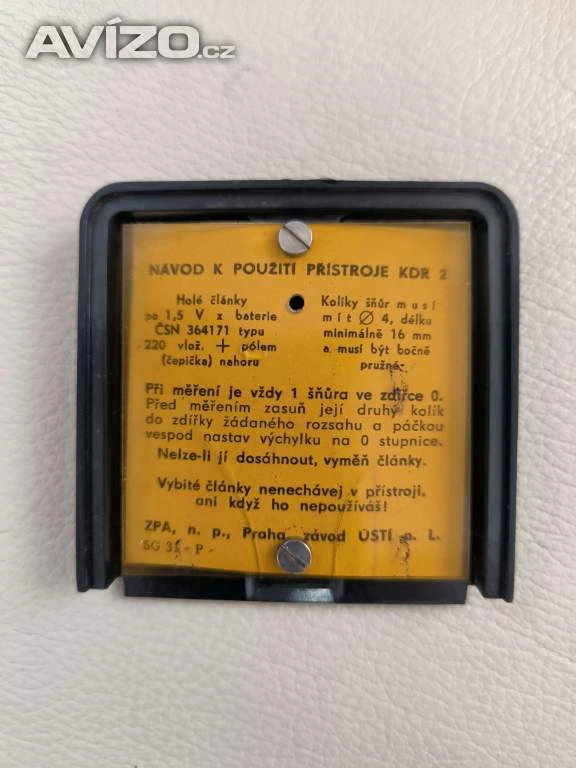 AVÍZO.cz
NÁVOD K POUŽITÍ PŘÍSTROJE KDR 2
Holé články
po 1,5 V z baterie
ČSN 364171 typu
220 vlož. + pólem
(čepička) nahoru
Kolíky šňůr musí
mít Ø 4, délku
minimálně 16 mm
a musí být bočně
pružné.
Při měření je vždy 1 šňůra ve zdířce 0.
Před měřením zasuň její druhý kolík
do zdířky žádaného rozsahu a páčkou
vespod nastav výchylku na 0 stupnice.
Nelze-li jí dosáhnout, vyměň články.
Vybité články nenechávej v přístroji,
ani když ho nepoužíváš!
ZPA, n. p., Praha, závod ÚSTÍ n. L.